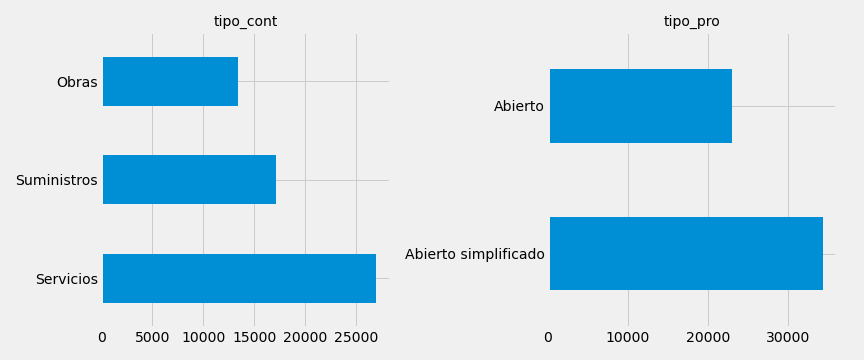 tipo_cont
Obras
Suministros
Servicios
0 5000 10000 15000 20000 25000
tipo_pro
Abierto
Abierto simplificado
0 10000 20000 30000